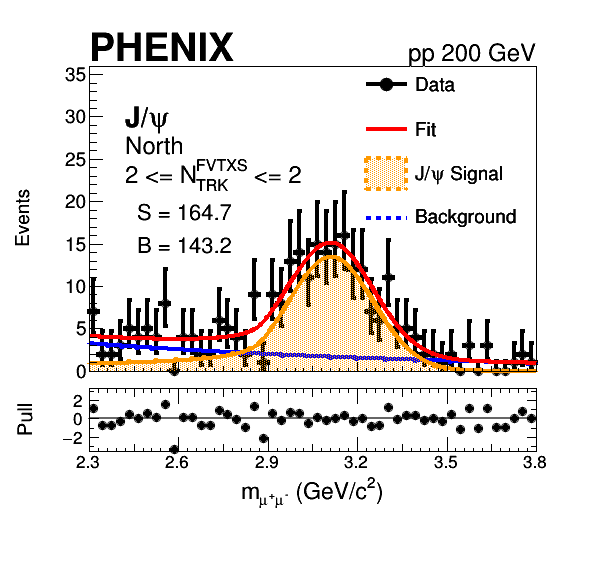 PHENIX pp 200 GeV
35
30
25
20
15
10
5
0
Events
J/ψ
North
2 <= N_TRK^FVTXS <= 2
S = 164.7
B = 143.2
Data
Fit
J/ψ Signal
Background
Pull
2
0
−2
2.3 2.6 2.9 3.2 3.5 3.8
m_μ⁺μ⁻ (GeV/c²)